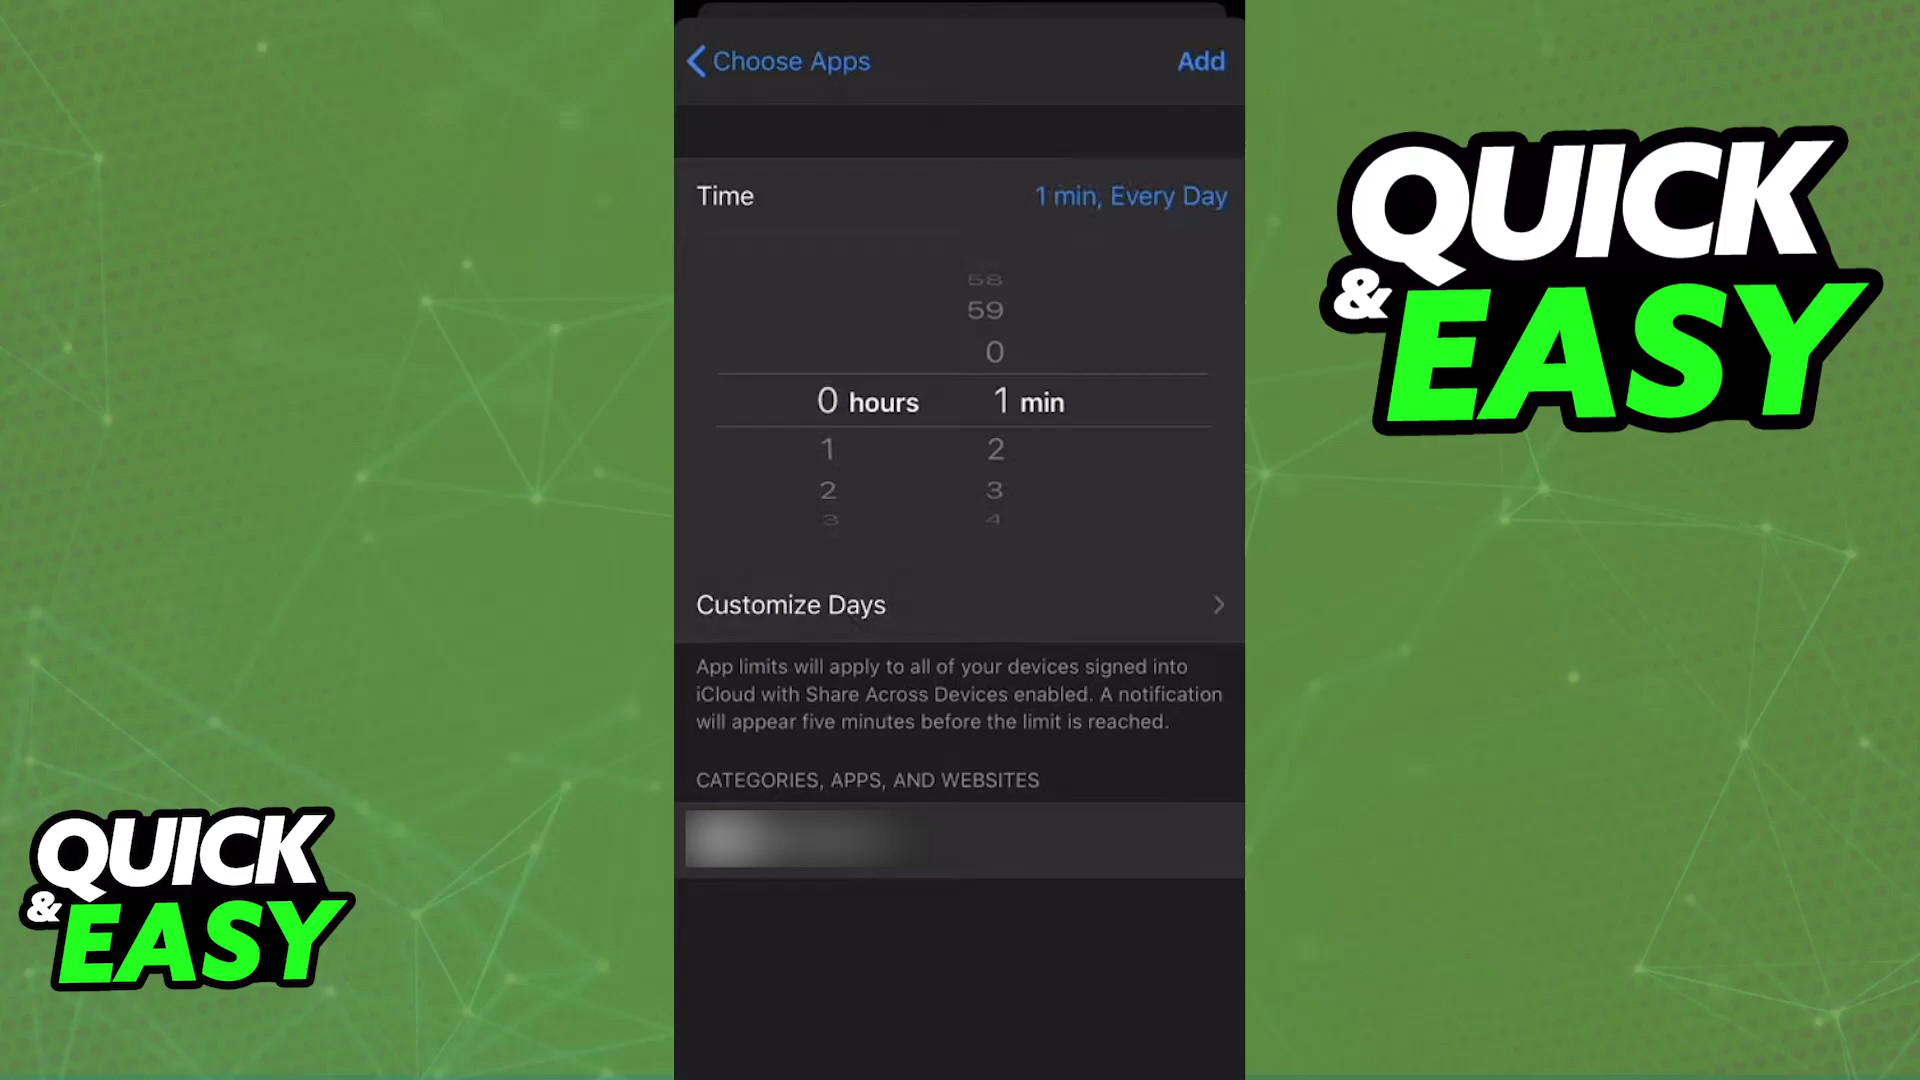 Choose Apps
Add
Time
1 min, Every Day
58
59
0
0 hours 1 min
1 2
2 3
3 4
Customize Days
App limits will apply to all of your devices signed into
iCloud with Share Across Devices enabled. A notification
will appear five minutes before the limit is reached.
CATEGORIES, APPS, AND WEBSITES
QUICK
& EASY
QUICK
& EASY